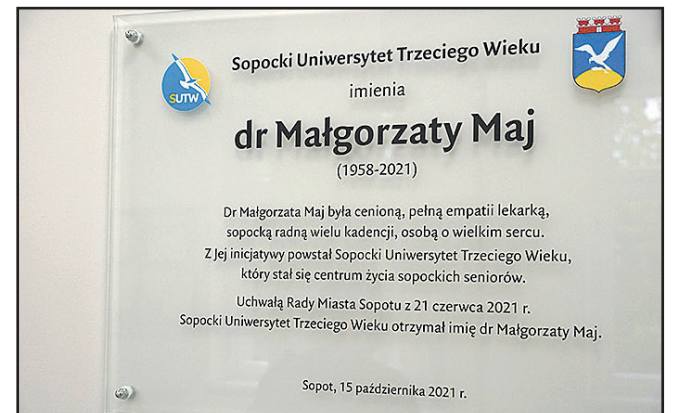 Sopocki Uniwersytet Trzeciego Wieku
SUTW
imienia
dr Małgorzaty Maj
(1958-2021)
Dr Małgorzata Maj była cenioną, pełną empatii lekarką,
sopocką radną wielu kadencji, osobą o wielkim sercu.
Z Jej inicjatywy powstał Sopocki Uniwersytet Trzeciego Wieku,
który stał się centrum życia sopockich seniorów.
Uchwałą Rady Miasta Sopotu z 21 czerwca 2021 r.
Sopocki Uniwersytet Trzeciego Wieku otrzymał imię dr Małgorzaty Maj.
Sopot, 15 października 2021 r.